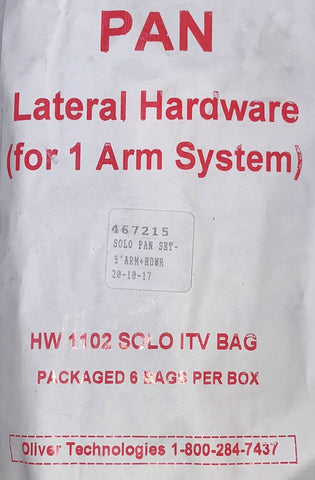 PAN
Lateral Hardware
(for 1 Arm System)
467215
SOLO PAN SET-
5'ARM+HDWR
20-10-17
HW 1102 SOLO ITV BAG
PACKAGED 6 BAGS PER BOX
Oliver Technologies 1-800-284-7437